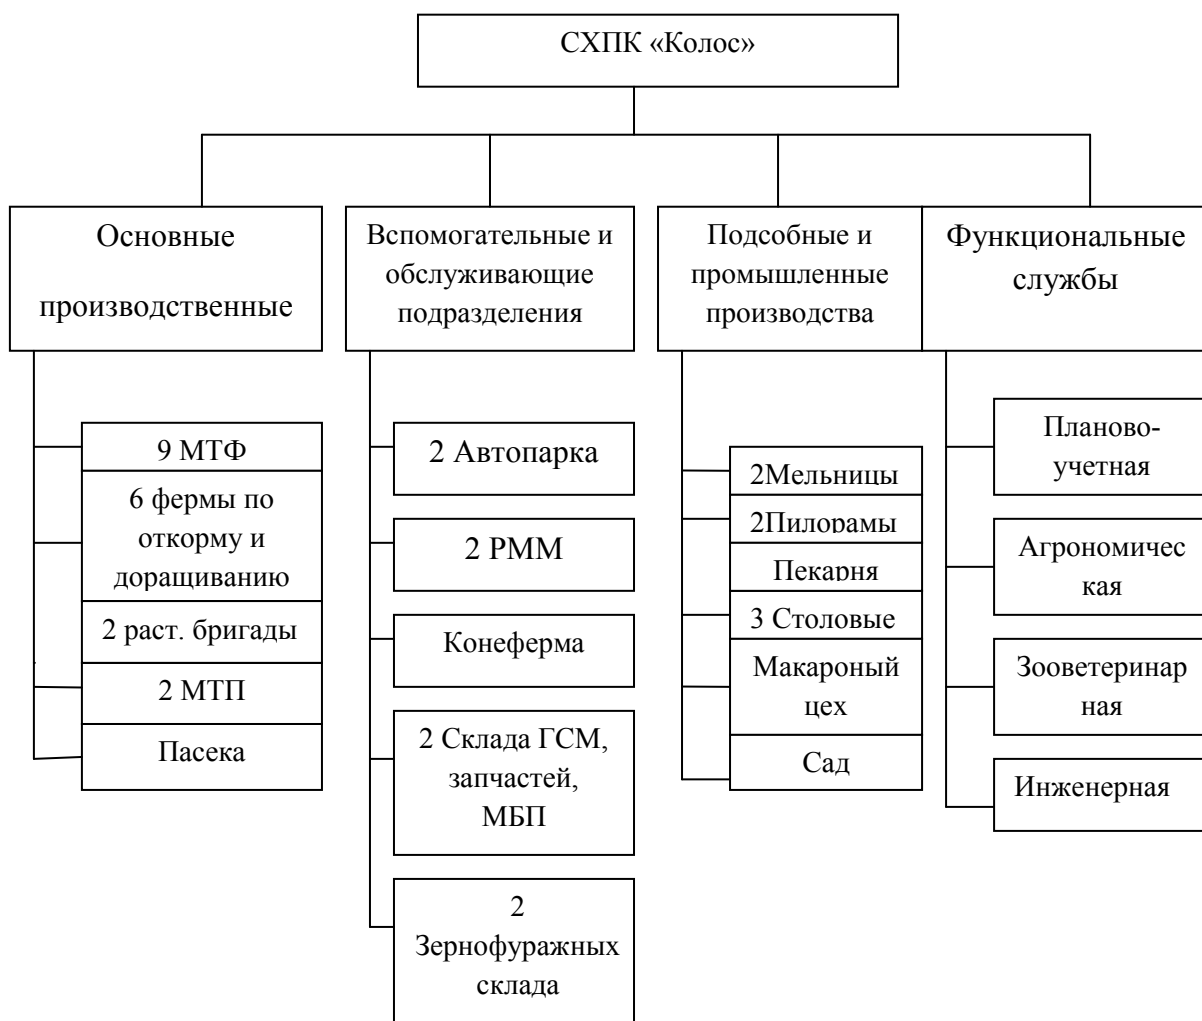 СХПК «Колос»
Основные
производственные
Вспомогательные и
обслуживающие
подразделения
Подсобные и
промышленные
производства
Функциональные
службы
9 МТФ
6 фермы по
откорму и
доращиванию
2 раст. бригады
2 МТП
Пасека
2 Автопарка
2 РММ
Конеферма
2 Склада ГСМ,
запчастей,
МБП
2
Зернофуражных
склада
2Мельницы
2Пилорамы
Пекарня
3 Столовые
Макароный
цех
Сад
Планово-
учетная
Агрономичес
кая
Зооветеринар
ная
Инженерная